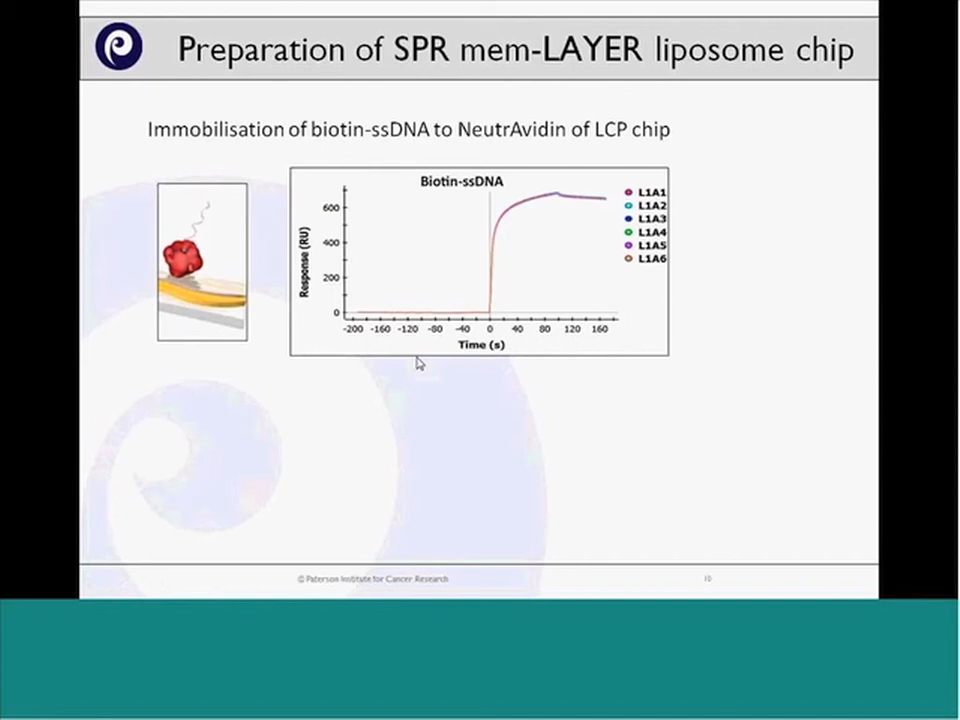 Preparation of SPR mem-LAYER liposome chip
Immobilisation of biotin-ssDNA to NeutrAvidin of LCP chip
Biotin-ssDNA
Response (RU)
600
400
200
0
-200 -160 -120 -80 -40 0 40 80 120 160
Time (s)
L1A1
L1A2
L1A3
L1A4
L1A5
L1A6
© Paterson Institute for Cancer Research
10